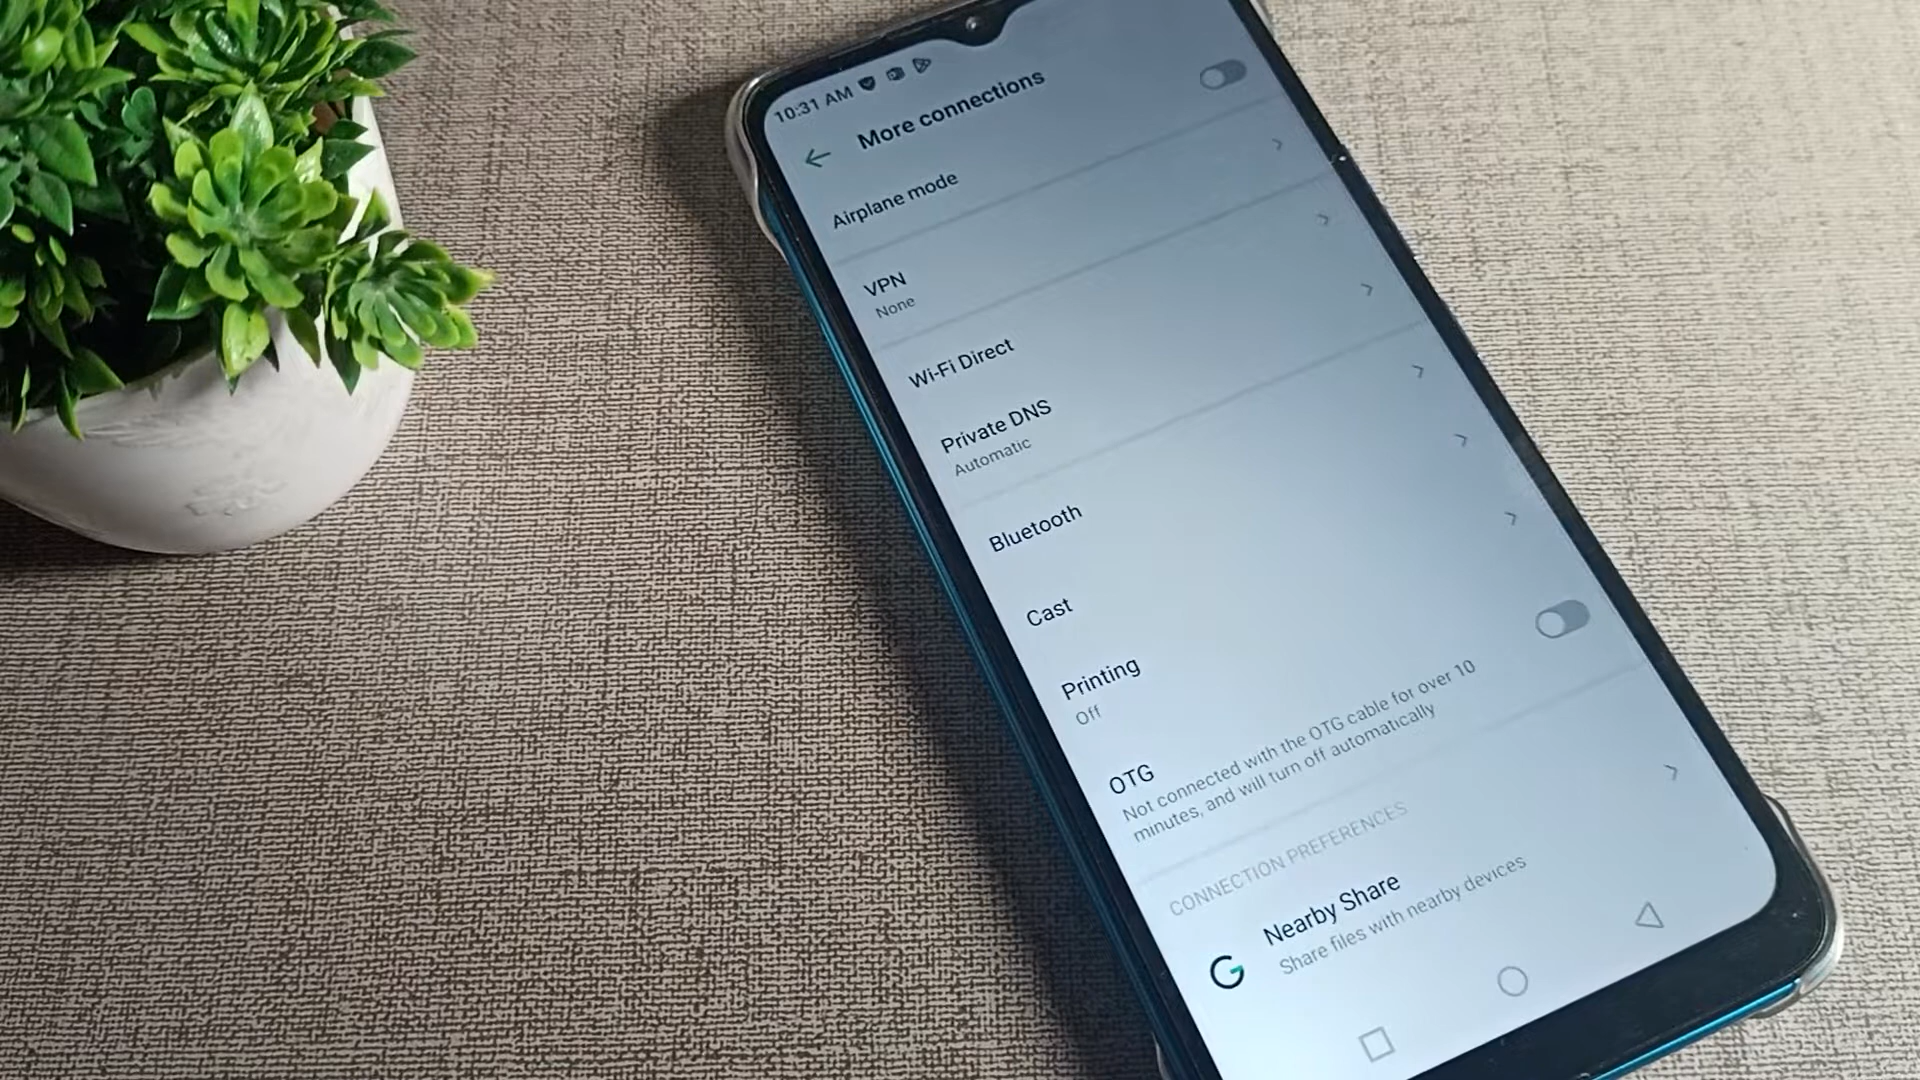 10:31 AM
More connections
Airplane mode
VPN
None
Wi-Fi Direct
Private DNS
Automatic
Bluetooth
Cast
Printing
Off
OTG
Not connected with the OTG cable for over 10
minutes, and will turn off automatically
CONNECTION PREFERENCES
Nearby Share
Share files with nearby devices